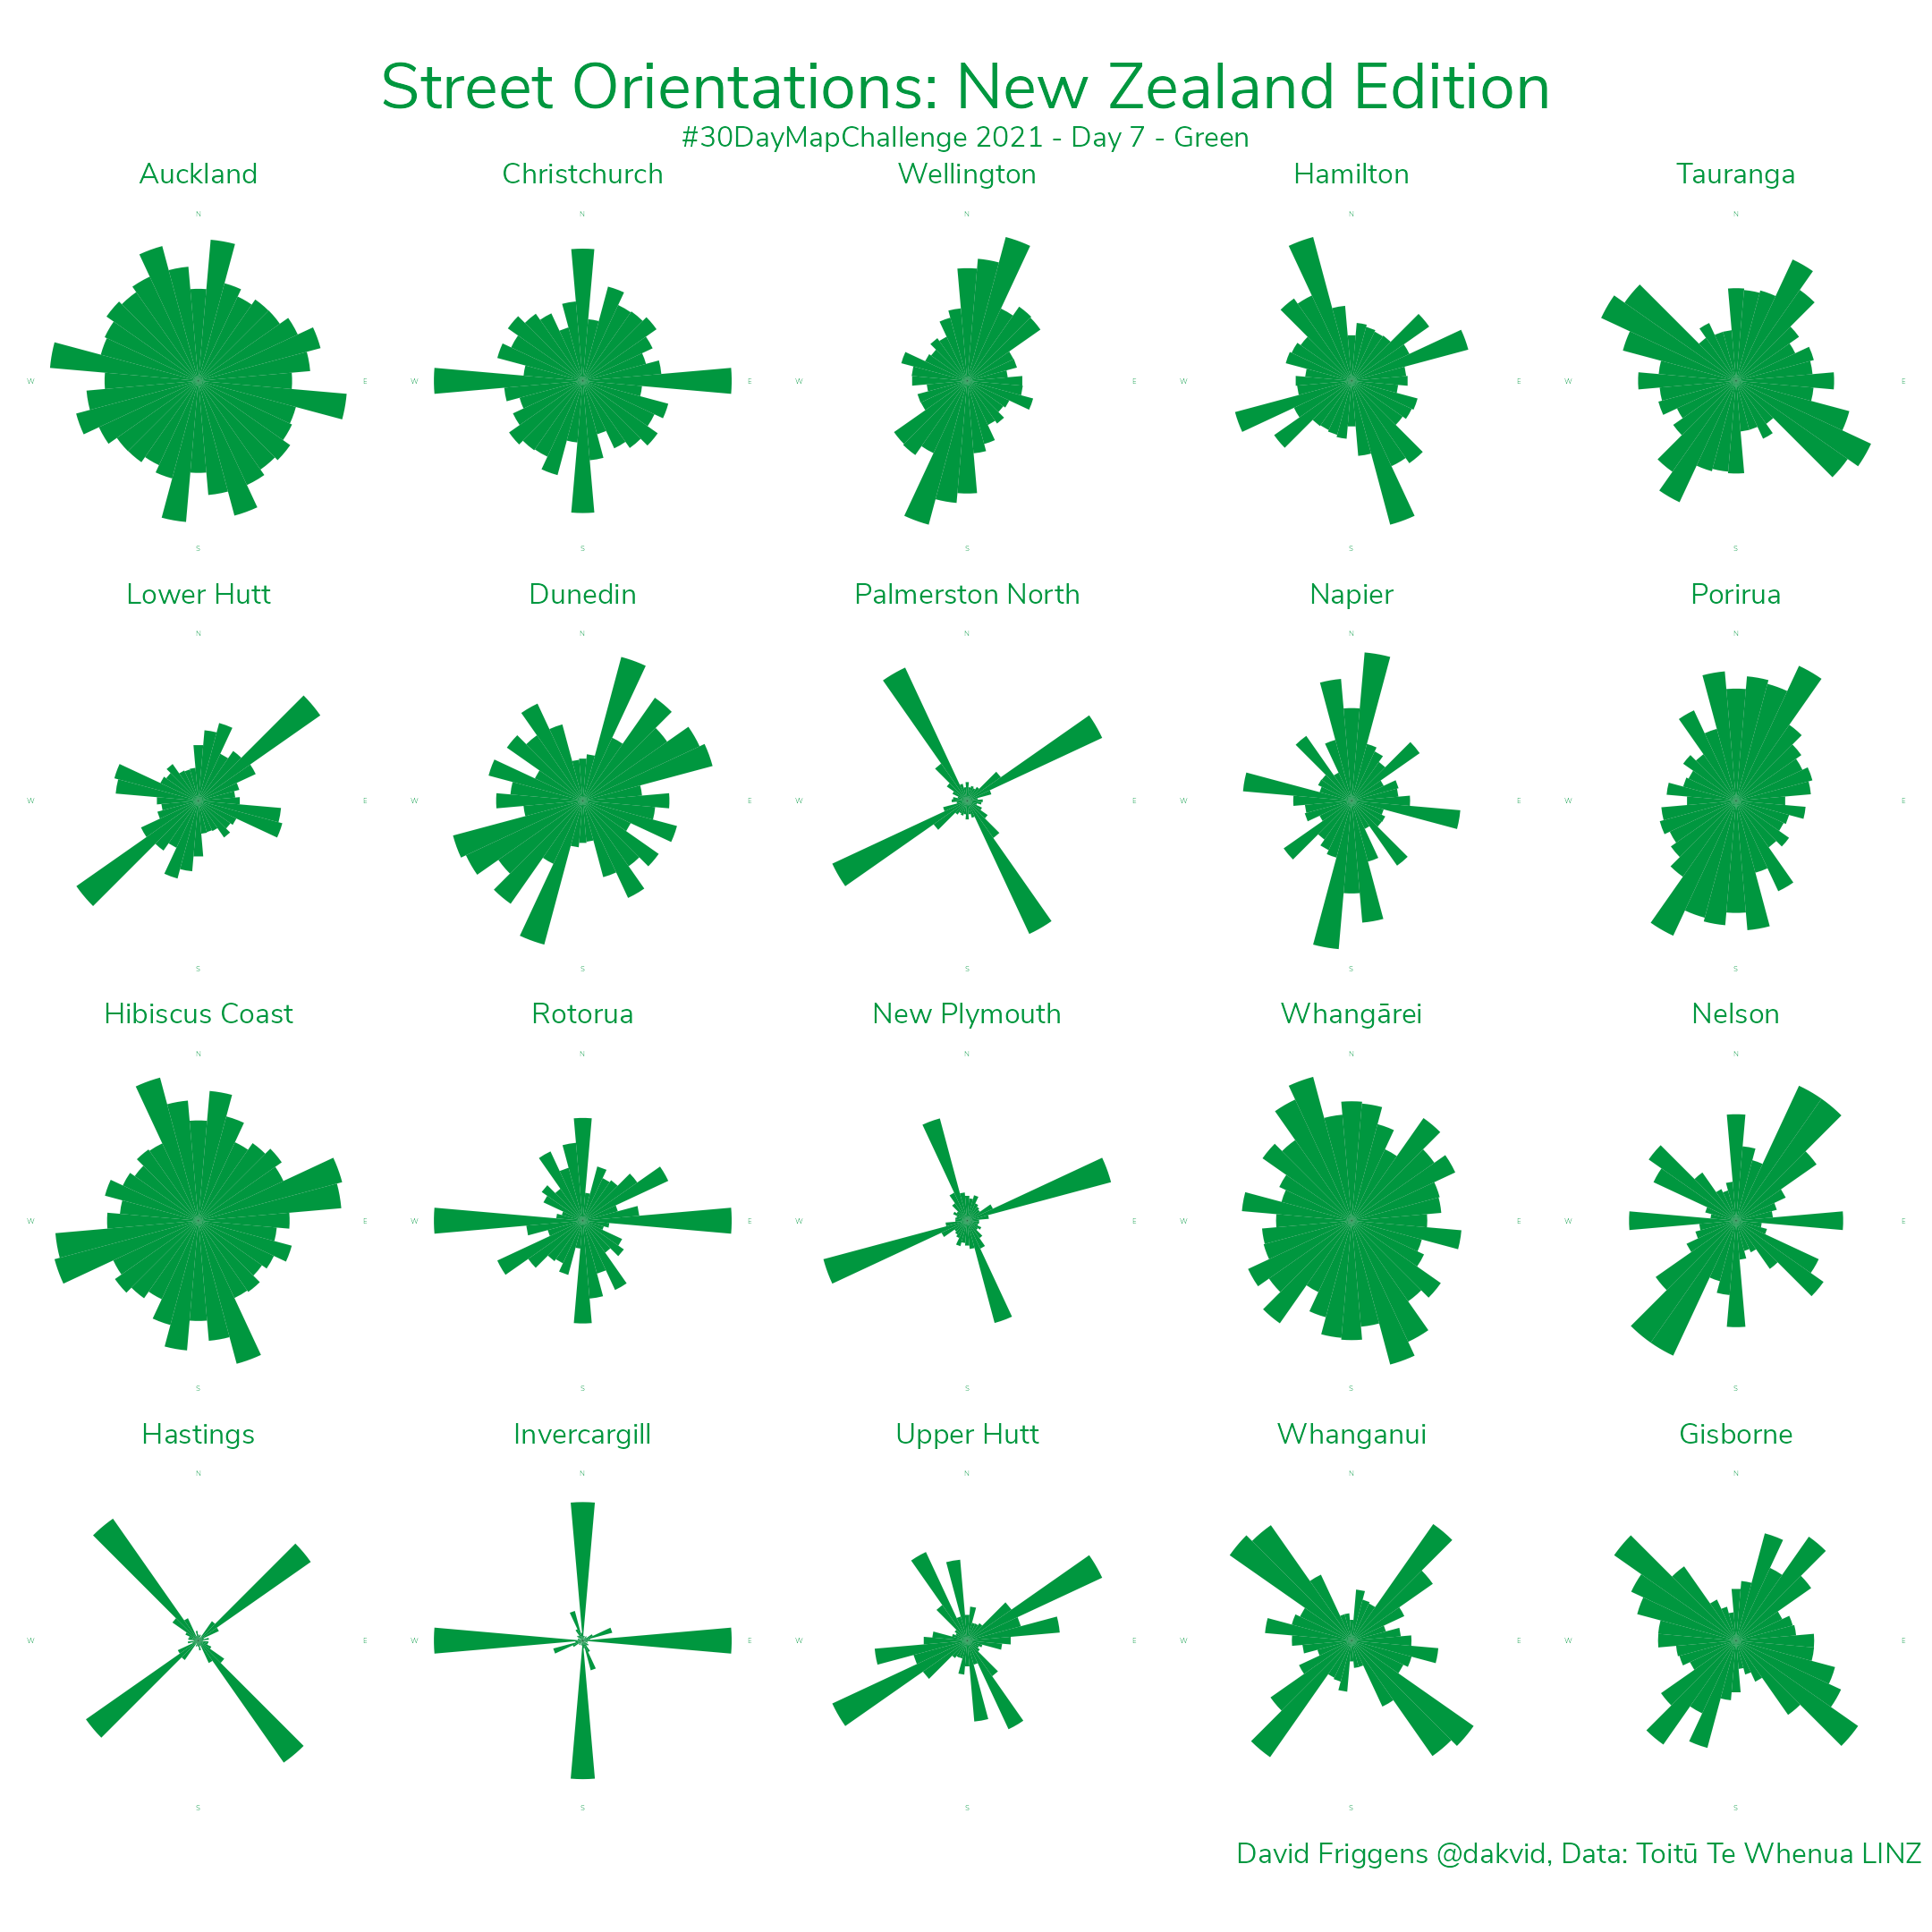 Street Orientations: New Zealand Edition
#30DayMapChallenge 2021 - Day 7 - Green
Auckland Christchurch Wellington Hamilton Tauranga
N N N N N
W E W E W E W E W E
S S S S S
Lower Hutt Dunedin Palmerston North Napier Porirua
N N N N N
W E W E W E W E W E
S S S S S
Hibiscus Coast Rotorua New Plymouth Whangārei Nelson
N N N N N
W E W E W E W E W E
S S S S S
Hastings Invercargill Upper Hutt Whanganui Gisborne
N N N N N
W E W E W E W E W E
S S S S S
David Friggens @dakvid, Data: Toitū Te Whenua LINZ